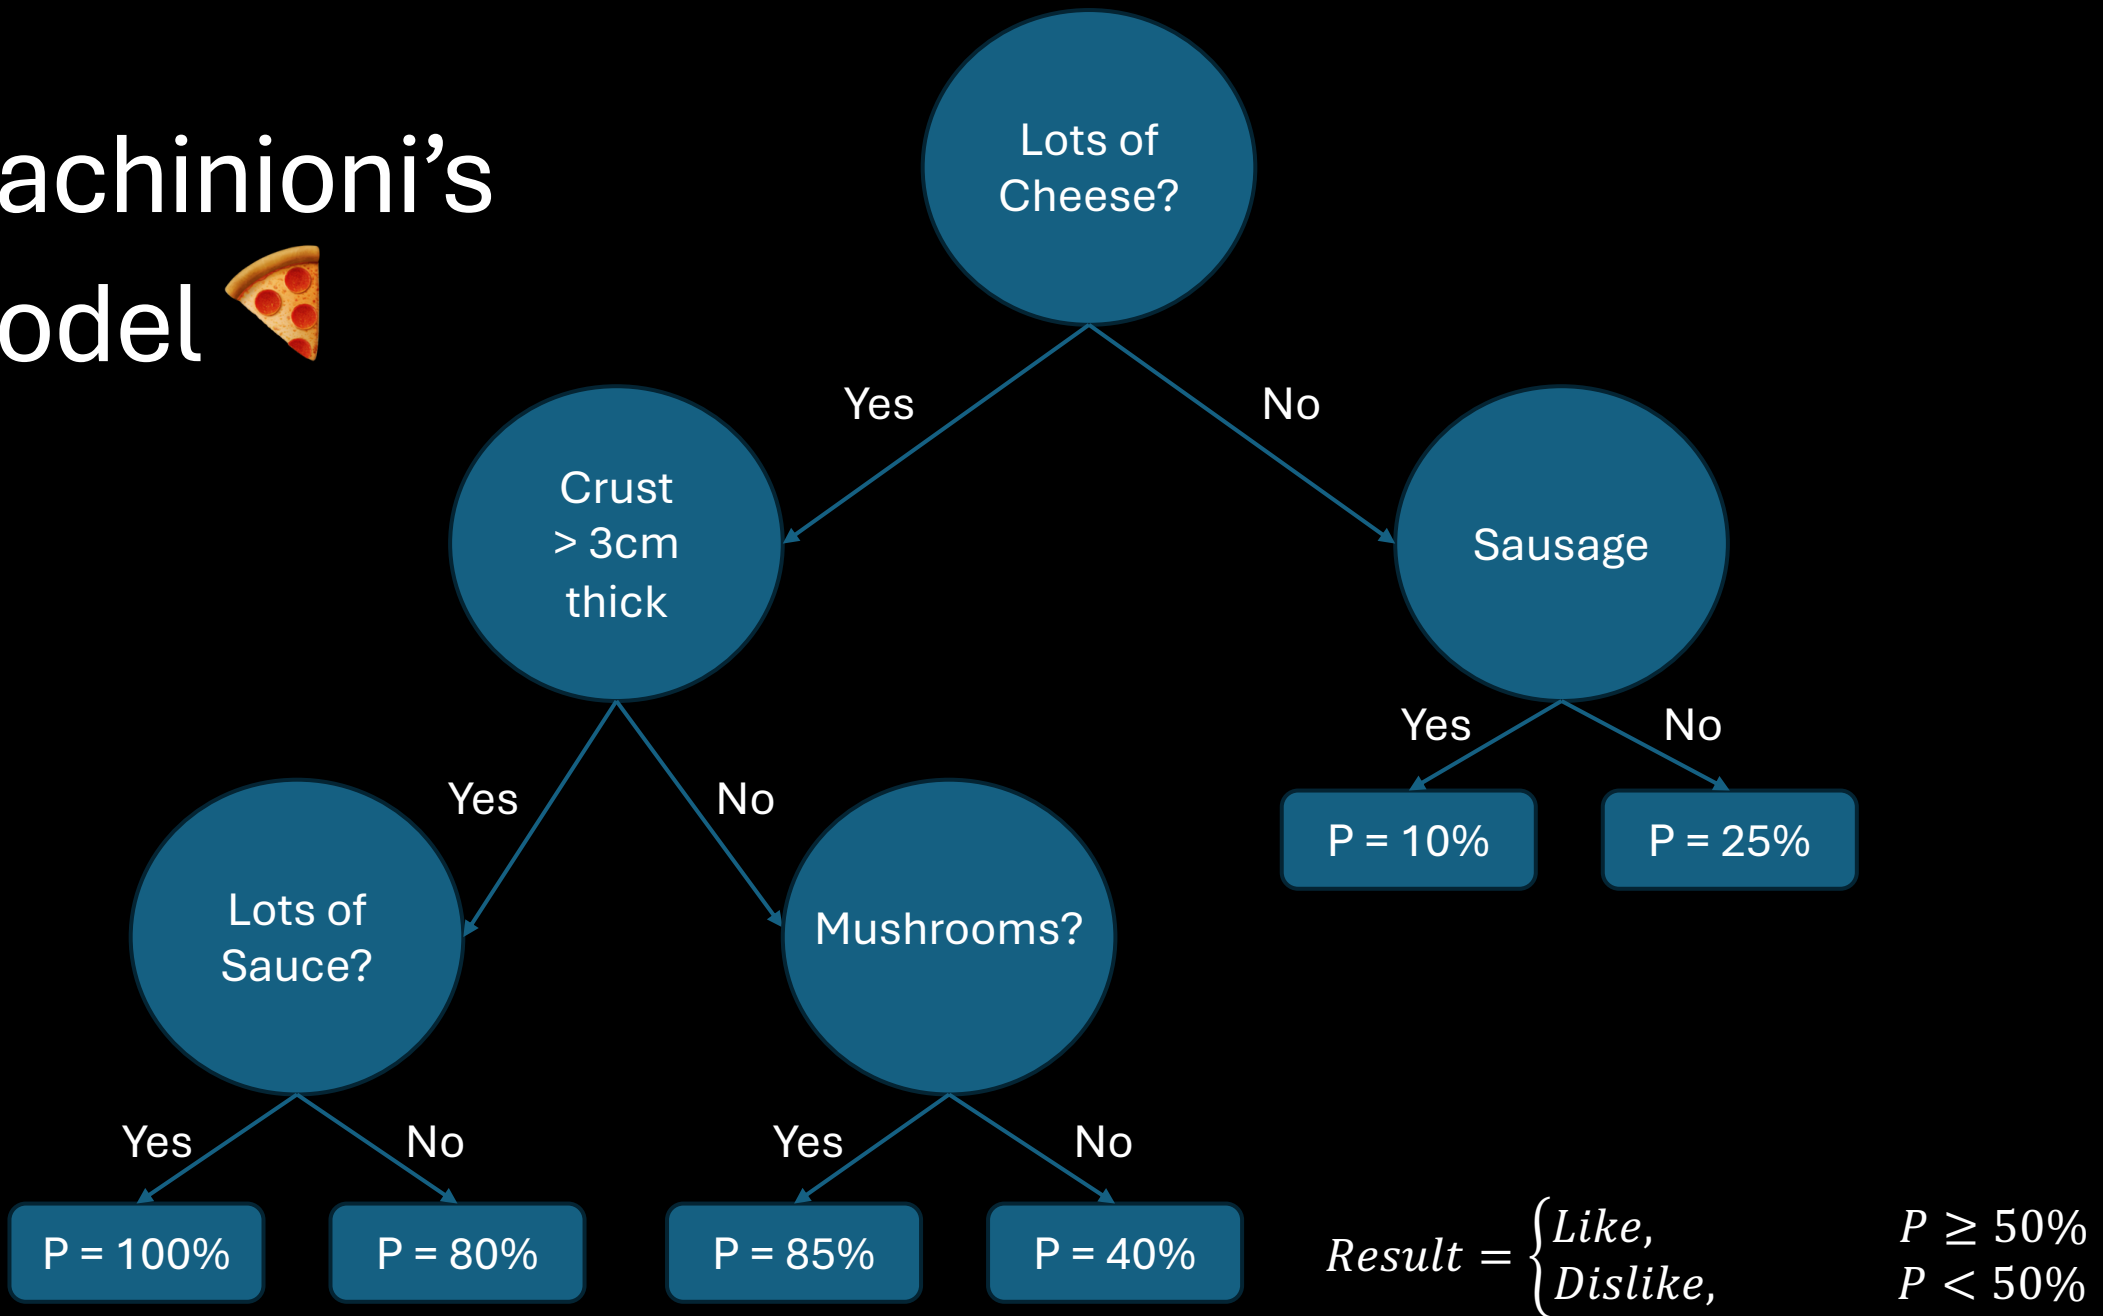 achinioni’s
odel
Lots of
Cheese?
Yes
No
Crust
> 3cm
thick
Sausage
Yes
No
Yes
No
P = 10%
P = 25%
Lots of
Sauce?
Mushrooms?
Yes
No
Yes
No
P = 100%
P = 80%
P = 85%
P = 40%
Result = { Like, P ≥ 50%
Dislike, P < 50%